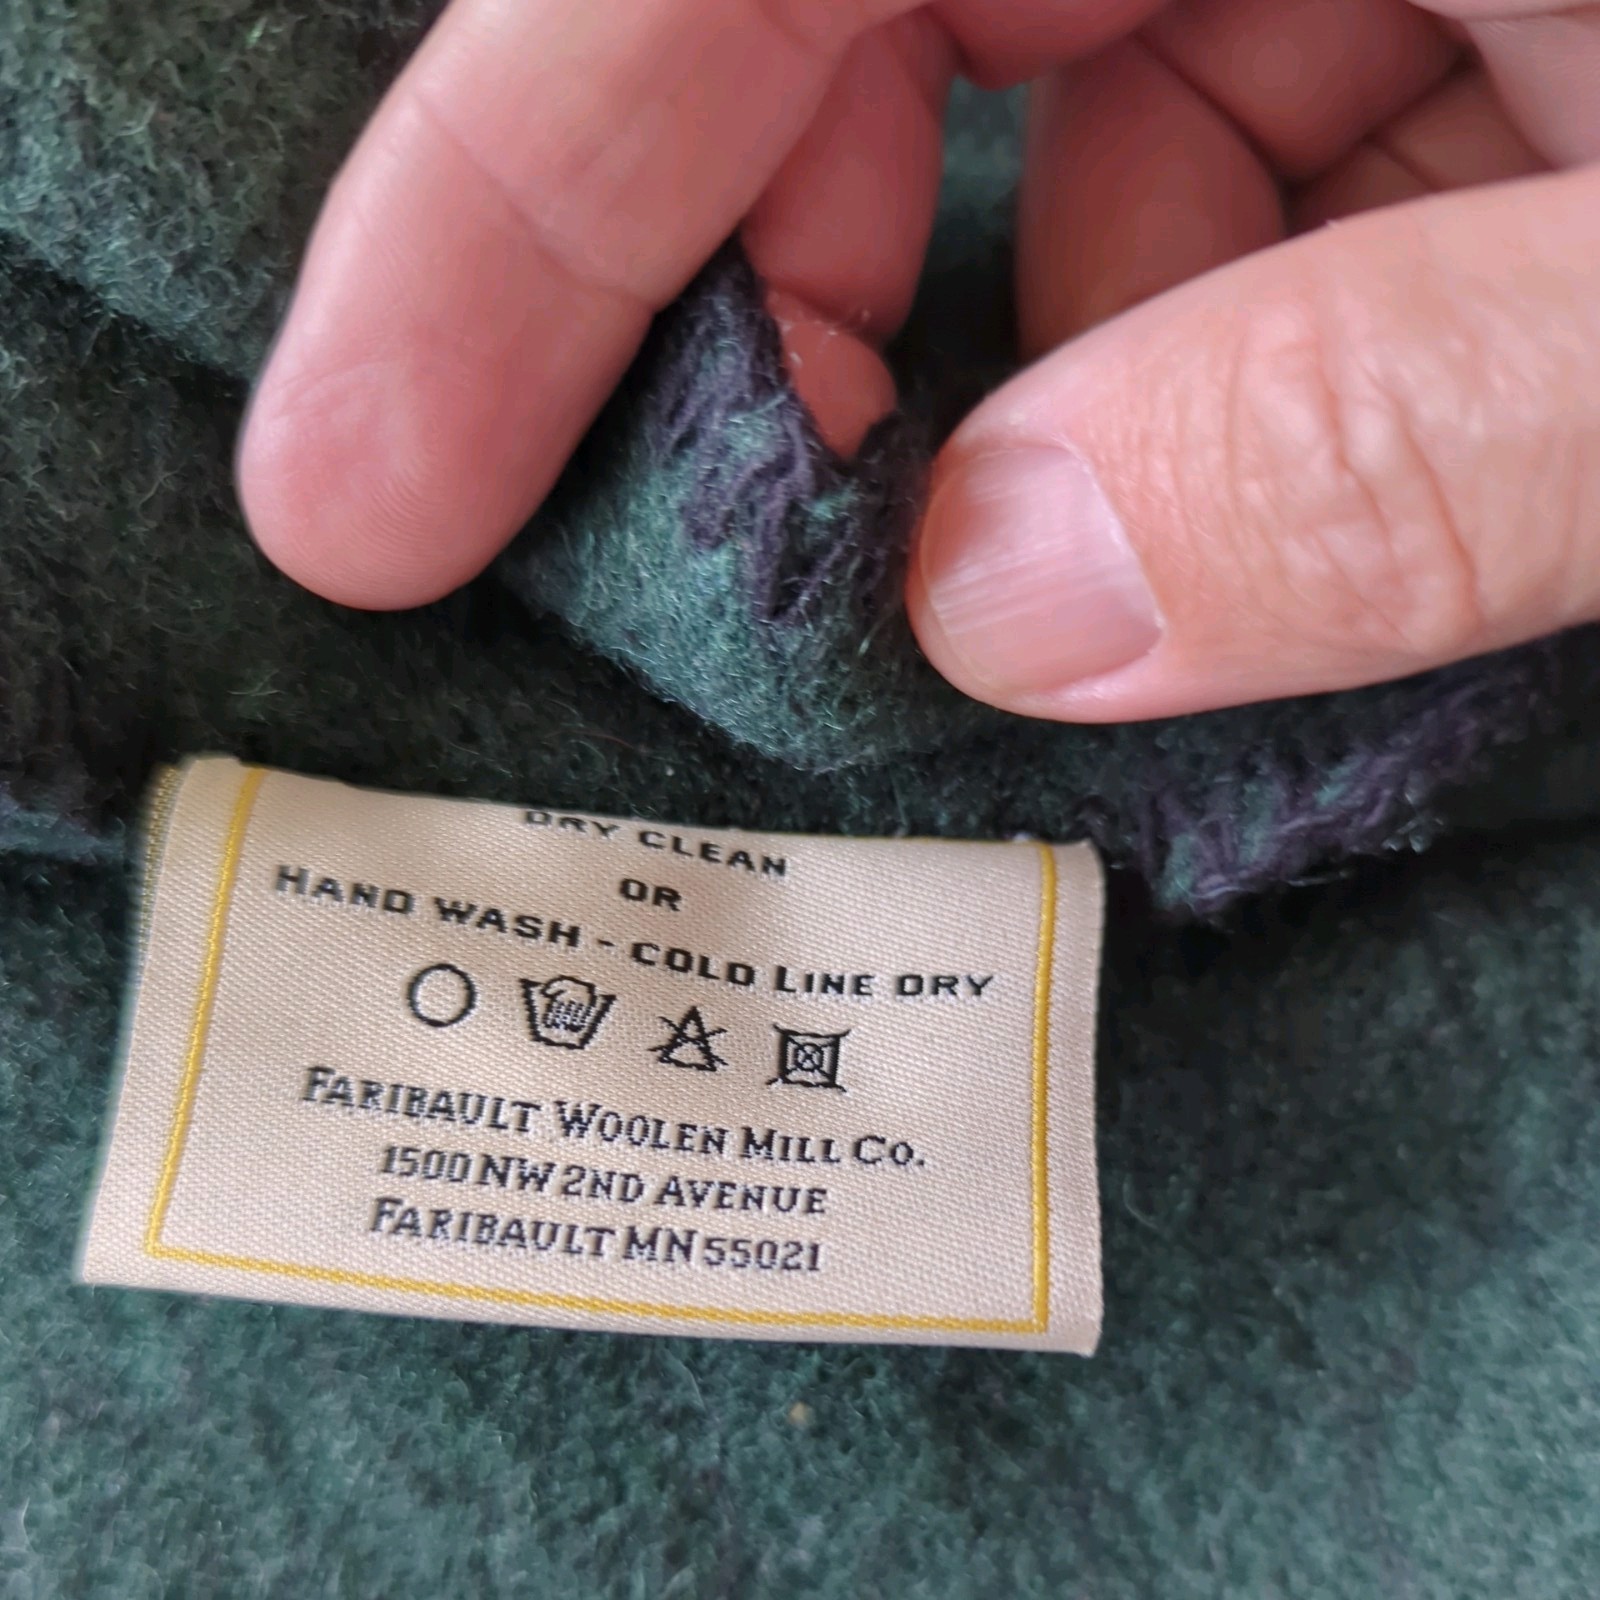 DRY CLEAN
OR
HAND WASH - COLD LINE DRY
FARIBAULT WOOLEN MILL CO.
1500 NW 2ND AVENUE
FARIBAULT MN 55021